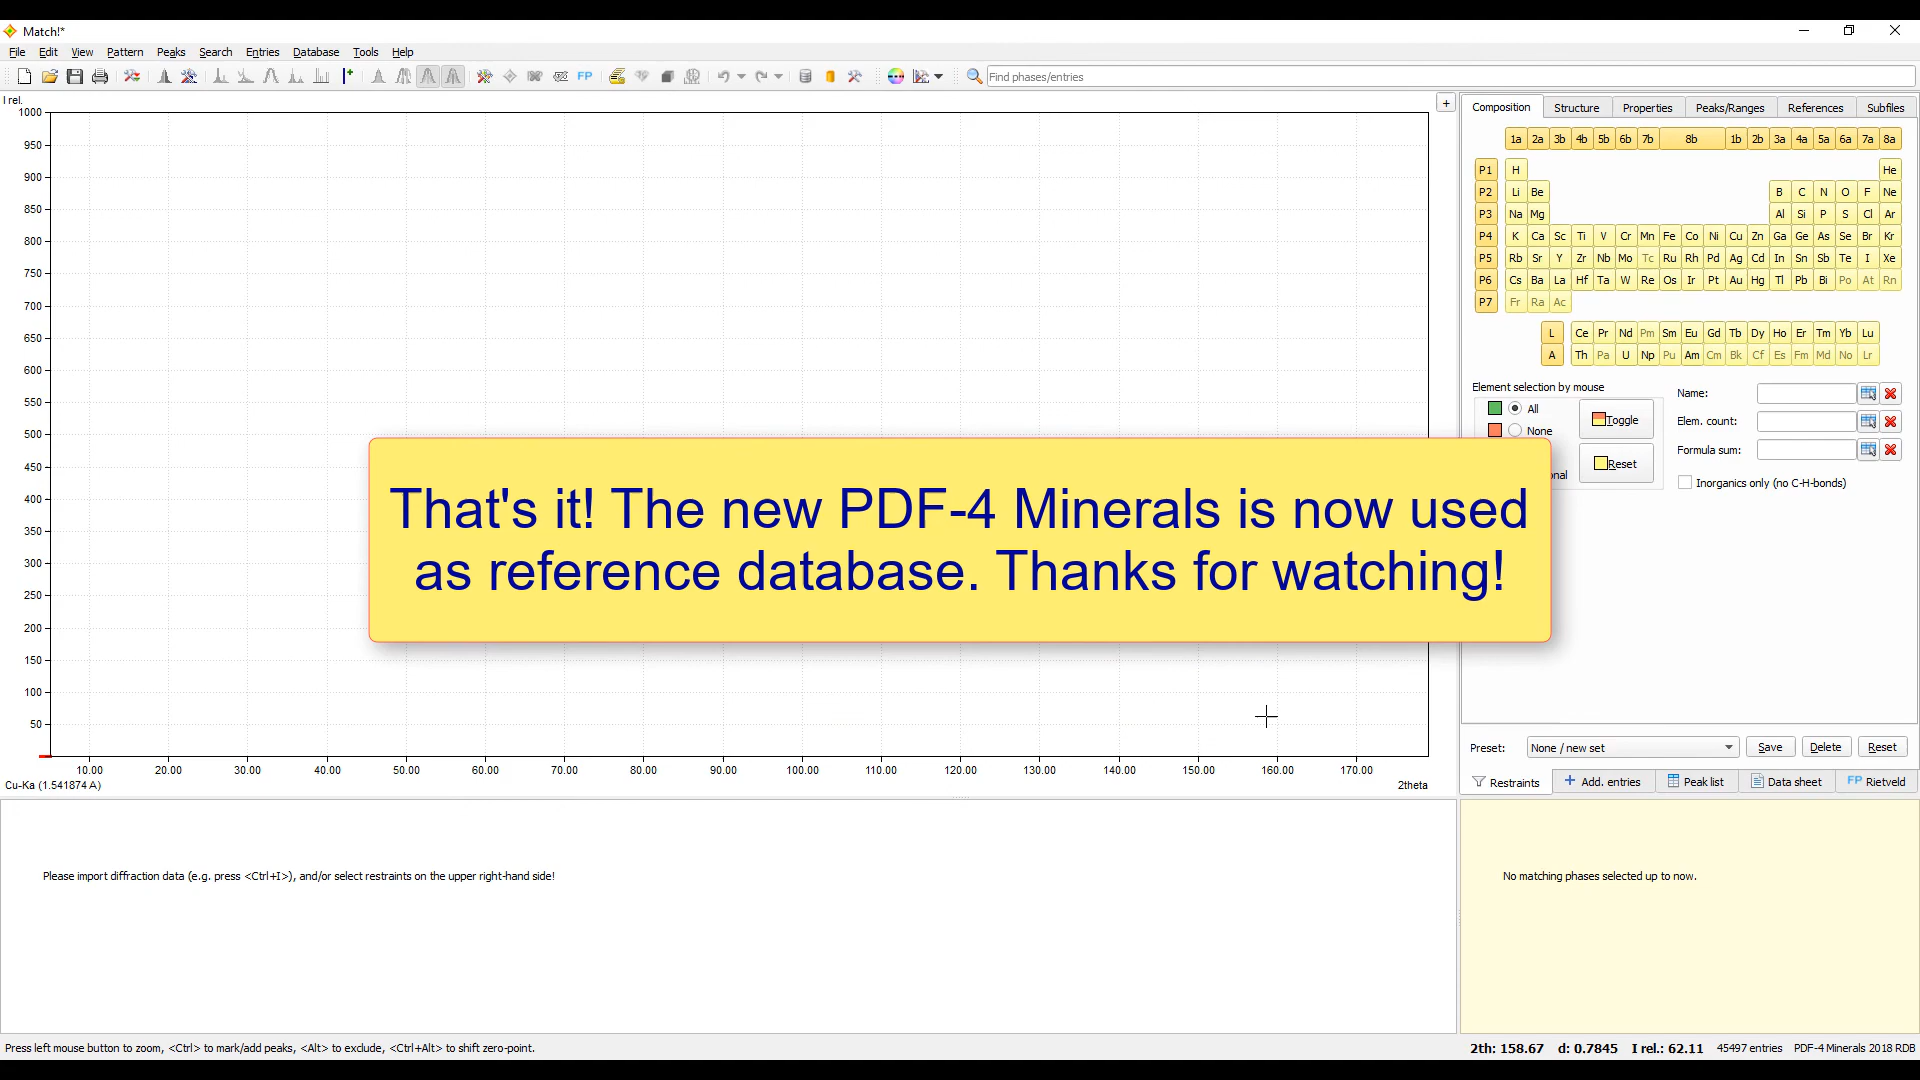 Match!*
File Edit View Pattern Peaks Search Entries Database Tools Help
FP Find phases/entries
I rel.
1000
950
900
850
800
750
700
650
600
550
500
450
400
350
300
250
200
150
100
50
10.00 20.00 30.00 40.00 50.00 60.00 70.00 80.00 90.00 100.00 110.00 120.00 130.00 140.00 150.00 160.00 170.00
Cu-Ka (1.541874 A) 2theta
+
Composition Structure Properties Peaks/Ranges References Subfiles
1a 2a 3b 4b 5b 6b 7b 8b 1b 2b 3a 4a 5a 6a 7a 8a
P1 H He
P2 Li Be B C N O F Ne
P3 Na Mg Al Si P S Cl Ar
P4 K Ca Sc Ti V Cr Mn Fe Co Ni Cu Zn Ga Ge As Se Br Kr
P5 Rb Sr Y Zr Nb Mo Tc Ru Rh Pd Ag Cd In Sn Sb Te I Xe
P6 Cs Ba La Hf Ta W Re Os Ir Pt Au Hg Tl Pb Bi Po At Rn
P7 Fr Ra Ac
L Ce Pr Nd Pm Sm Eu Gd Tb Dy Ho Er Tm Yb Lu
A Th Pa U Np Pu Am Cm Bk Cf Es Fm Md No Lr
Element selection by mouse
All
None
onal
Toggle
Reset
Name:
Elem. count:
Formula sum:
Inorganics only (no C-H-bonds)
That's it! The new PDF-4 Minerals is now used
as reference database. Thanks for watching!
Preset: None / new set Save Delete Reset
Restraints Add. entries Peak list Data sheet FP Rietveld
Please import diffraction data (e.g. press <Ctrl+I>), and/or select restraints on the upper right-hand side!
No matching phases selected up to now.
Press left mouse button to zoom, <Ctrl> to mark/add peaks, <Alt> to exclude, <Ctrl+Alt> to shift zero-point.
2th: 158.67 d: 0.7845 I rel.: 62.11 45497 entries PDF-4 Minerals 2018 RDB